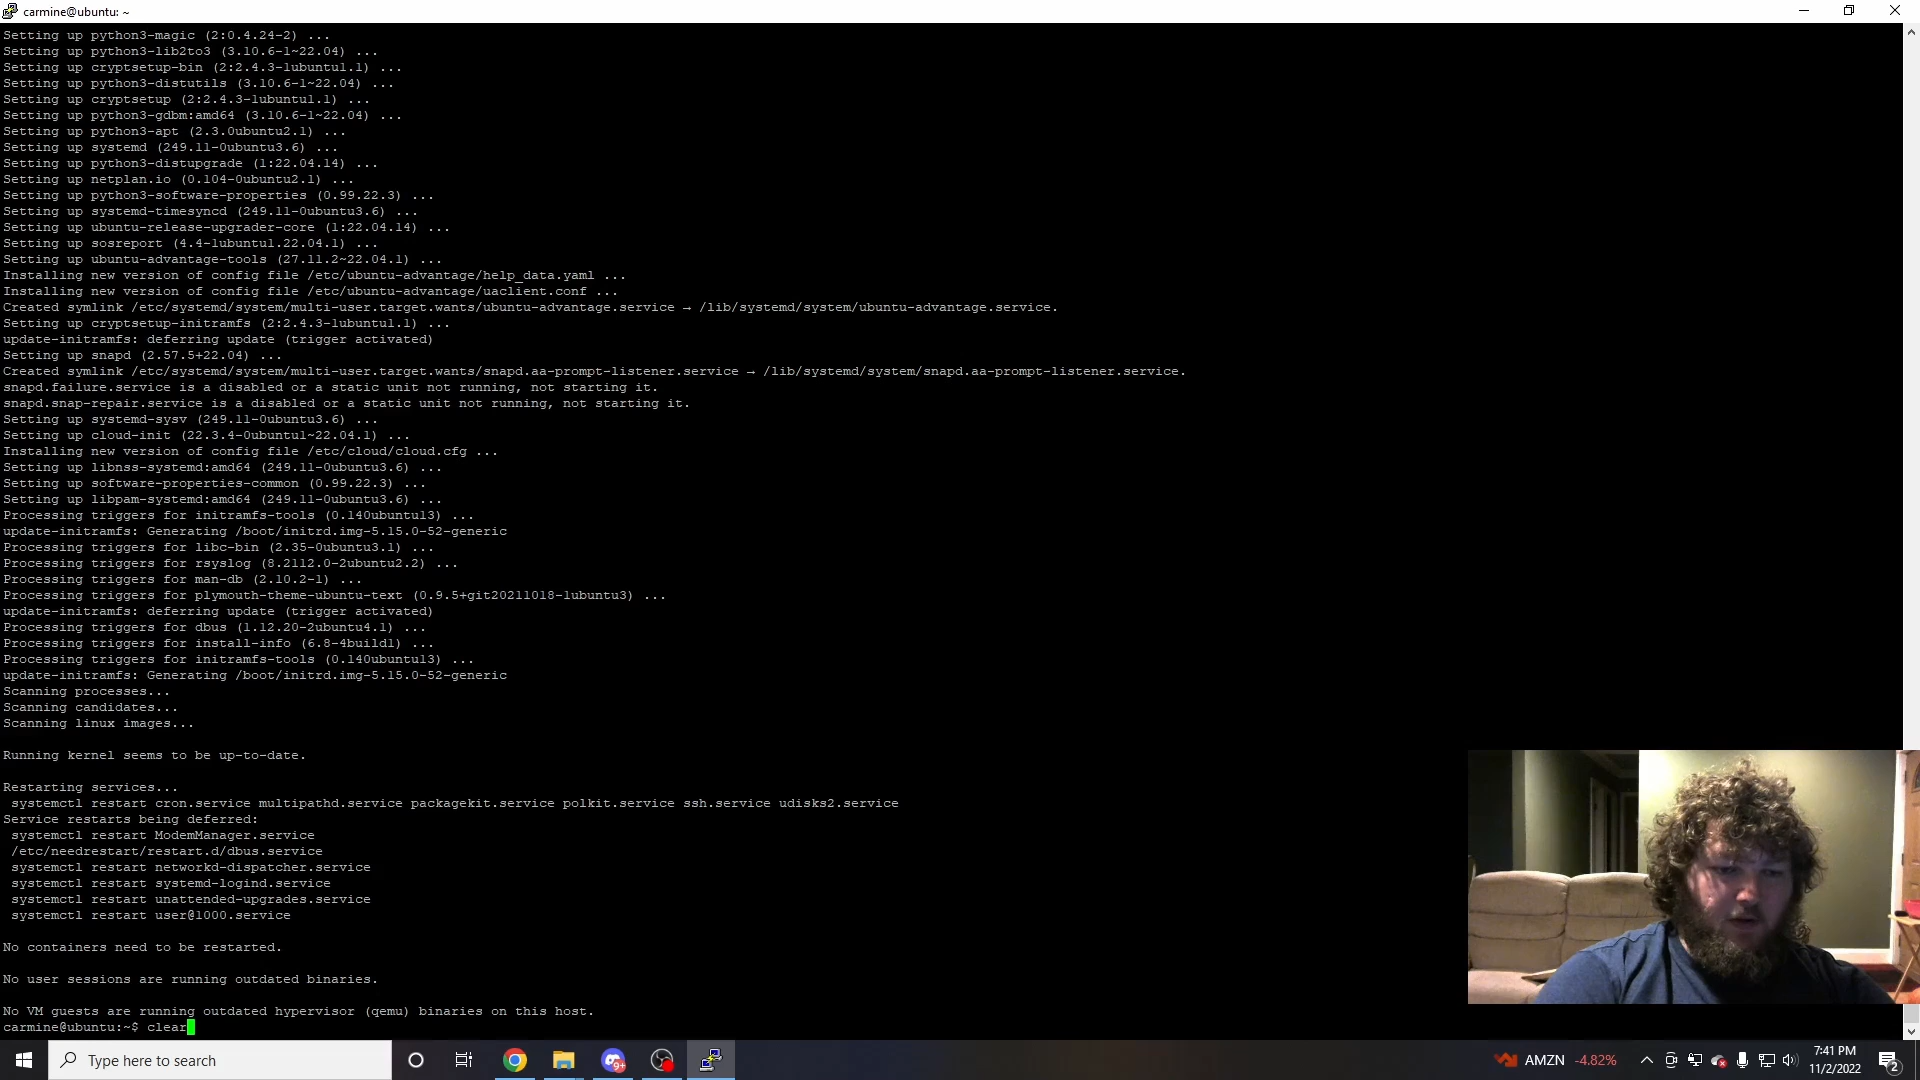 carmine@ubuntu: ~
Setting up python3-magic (2:0.4.24-2) ...
Setting up python3-lib2to3 (3.10.6-1~22.04) ...
Setting up cryptsetup-bin (2:2.4.3-1ubuntu1.1) ...
Setting up python3-distutils (3.10.6-1~22.04) ...
Setting up cryptsetup (2:2.4.3-1ubuntu1.1) ...
Setting up python3-gdbm:amd64 (3.10.6-1~22.04) ...
Setting up python3-apt (2.3.0ubuntu2.1) ...
Setting up systemd (249.11-0ubuntu3.6) ...
Setting up python3-distupgrade (1:22.04.14) ...
Setting up netplan.io (0.104-0ubuntu2.1) ...
Setting up python3-software-properties (0.99.22.3) ...
Setting up systemd-timesyncd (249.11-0ubuntu3.6) ...
Setting up ubuntu-release-upgrader-core (1:22.04.14) ...
Setting up sosreport (4.4-1ubuntu1.22.04.1) ...
Setting up ubuntu-advantage-tools (27.11.2~22.04.1) ...
Installing new version of config file /etc/ubuntu-advantage/help_data.yaml ...
Installing new version of config file /etc/ubuntu-advantage/uaclient.conf ...
Created symlink /etc/systemd/system/multi-user.target.wants/ubuntu-advantage.service → /lib/systemd/system/ubuntu-advantage.service.
Setting up cryptsetup-initramfs (2:2.4.3-1ubuntu1.1) ...
update-initramfs: deferring update (trigger activated)
Setting up snapd (2.57.5+22.04) ...
Created symlink /etc/systemd/system/multi-user.target.wants/snapd.aa-prompt-listener.service → /lib/systemd/system/snapd.aa-prompt-listener.service.
snapd.failure.service is a disabled or a static unit not running, not starting it.
snapd.snap-repair.service is a disabled or a static unit not running, not starting it.
Setting up systemd-sysv (249.11-0ubuntu3.6) ...
Setting up cloud-init (22.3.4-0ubuntu1~22.04.1) ...
Installing new version of config file /etc/cloud/cloud.cfg ...
Setting up libnss-systemd:amd64 (249.11-0ubuntu3.6) ...
Setting up software-properties-common (0.99.22.3) ...
Setting up libpam-systemd:amd64 (249.11-0ubuntu3.6) ...
Processing triggers for initramfs-tools (0.140ubuntu13) ...
update-initramfs: Generating /boot/initrd.img-5.15.0-52-generic
Processing triggers for libc-bin (2.35-0ubuntu3.1) ...
Processing triggers for rsyslog (8.2112.0-2ubuntu2.2) ...
Processing triggers for man-db (2.10.2-1) ...
Processing triggers for plymouth-theme-ubuntu-text (0.9.5+git20211018-1ubuntu3) ...
update-initramfs: deferring update (trigger activated)
Processing triggers for dbus (1.12.20-2ubuntu4.1) ...
Processing triggers for install-info (6.8-4build1) ...
Processing triggers for initramfs-tools (0.140ubuntu13) ...
update-initramfs: Generating /boot/initrd.img-5.15.0-52-generic
Scanning processes...
Scanning candidates...
Scanning linux images...
Running kernel seems to be up-to-date.
Restarting services...
systemctl restart cron.service multipathd.service packagekit.service polkit.service ssh.service udisks2.service
Service restarts being deferred:
systemctl restart ModemManager.service
/etc/needrestart/restart.d/dbus.service
systemctl restart networkd-dispatcher.service
systemctl restart systemd-logind.service
systemctl restart unattended-upgrades.service
systemctl restart user@1000.service
No containers need to be restarted.
No user sessions are running outdated binaries.
No VM guests are running outdated hypervisor (qemu) binaries on this host.
carmine@ubuntu:~$ clear
Type here to search
9+
AMZN -4.82%
7:41 PM
11/2/2022
2